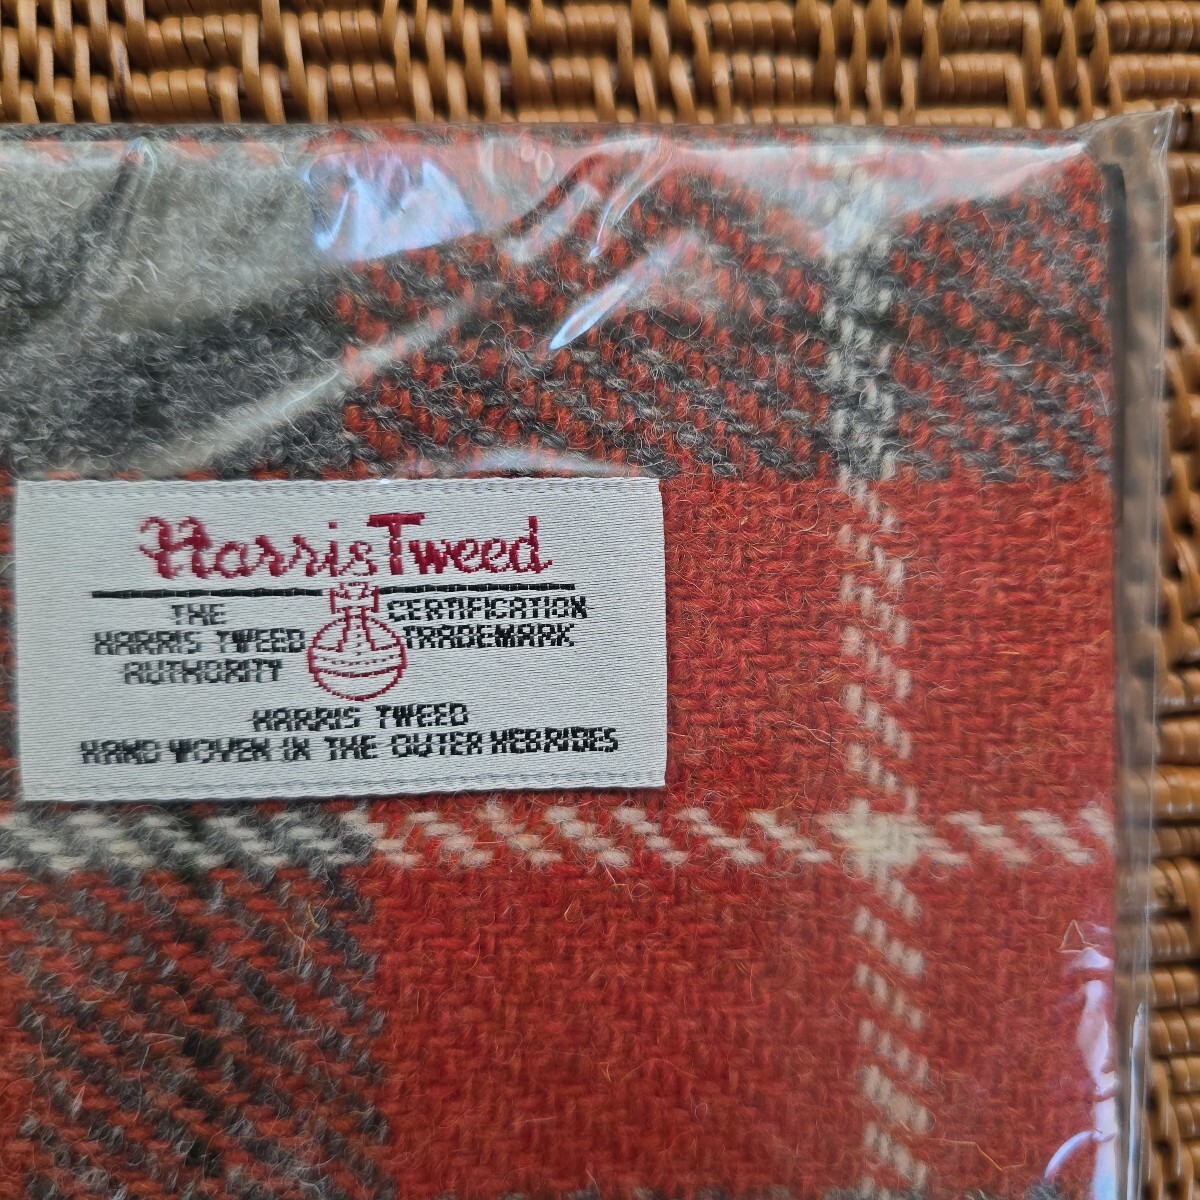 Harris Tweed
THE
HARRIS TWEED
AUTHORITY
CERTIFICATION
TRADEMARK
HARRIS TWEED
HAND WOVEN IN THE OUTER HEBRIDES